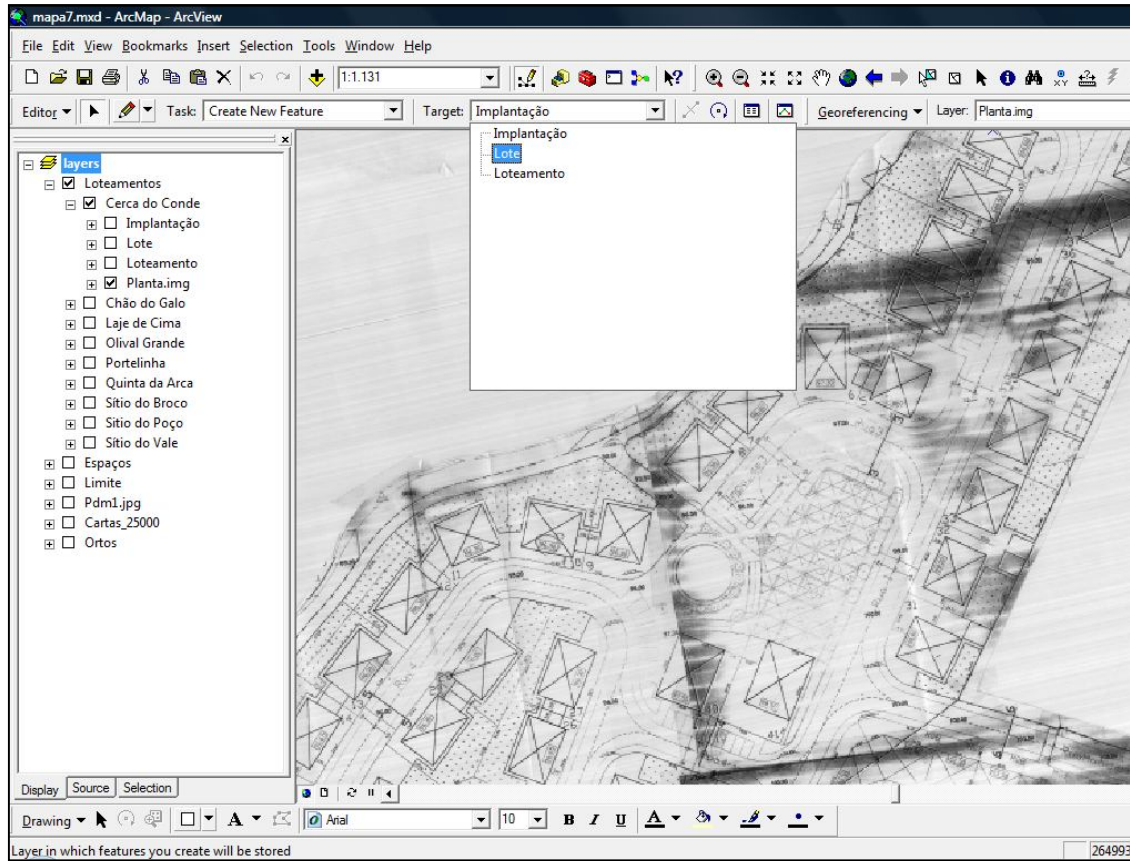 mapa7.mxd - ArcMap - ArcView
File Edit View Bookmarks Insert Selection Tools Window Help
1:1.131
Editor Task: Create New Feature Target: Implantação Georeferencing Layer: Planta.img
Implantação
Lote
Loteamento
layers
Loteamentos
Cerca do Conde
Implantação
Lote
Loteamento
Planta.img
Chão do Galo
Laje de Cima
Olival Grande
Portelinha
Quinta da Arca
Sítio do Broco
Sitio do Poço
Sítio do Vale
Espaços
Limite
Pdm1.jpg
Cartas_25000
Ortos
Display Source Selection
Drawing A Arial 10 B I U A
Layer in which features you create will be stored 264993